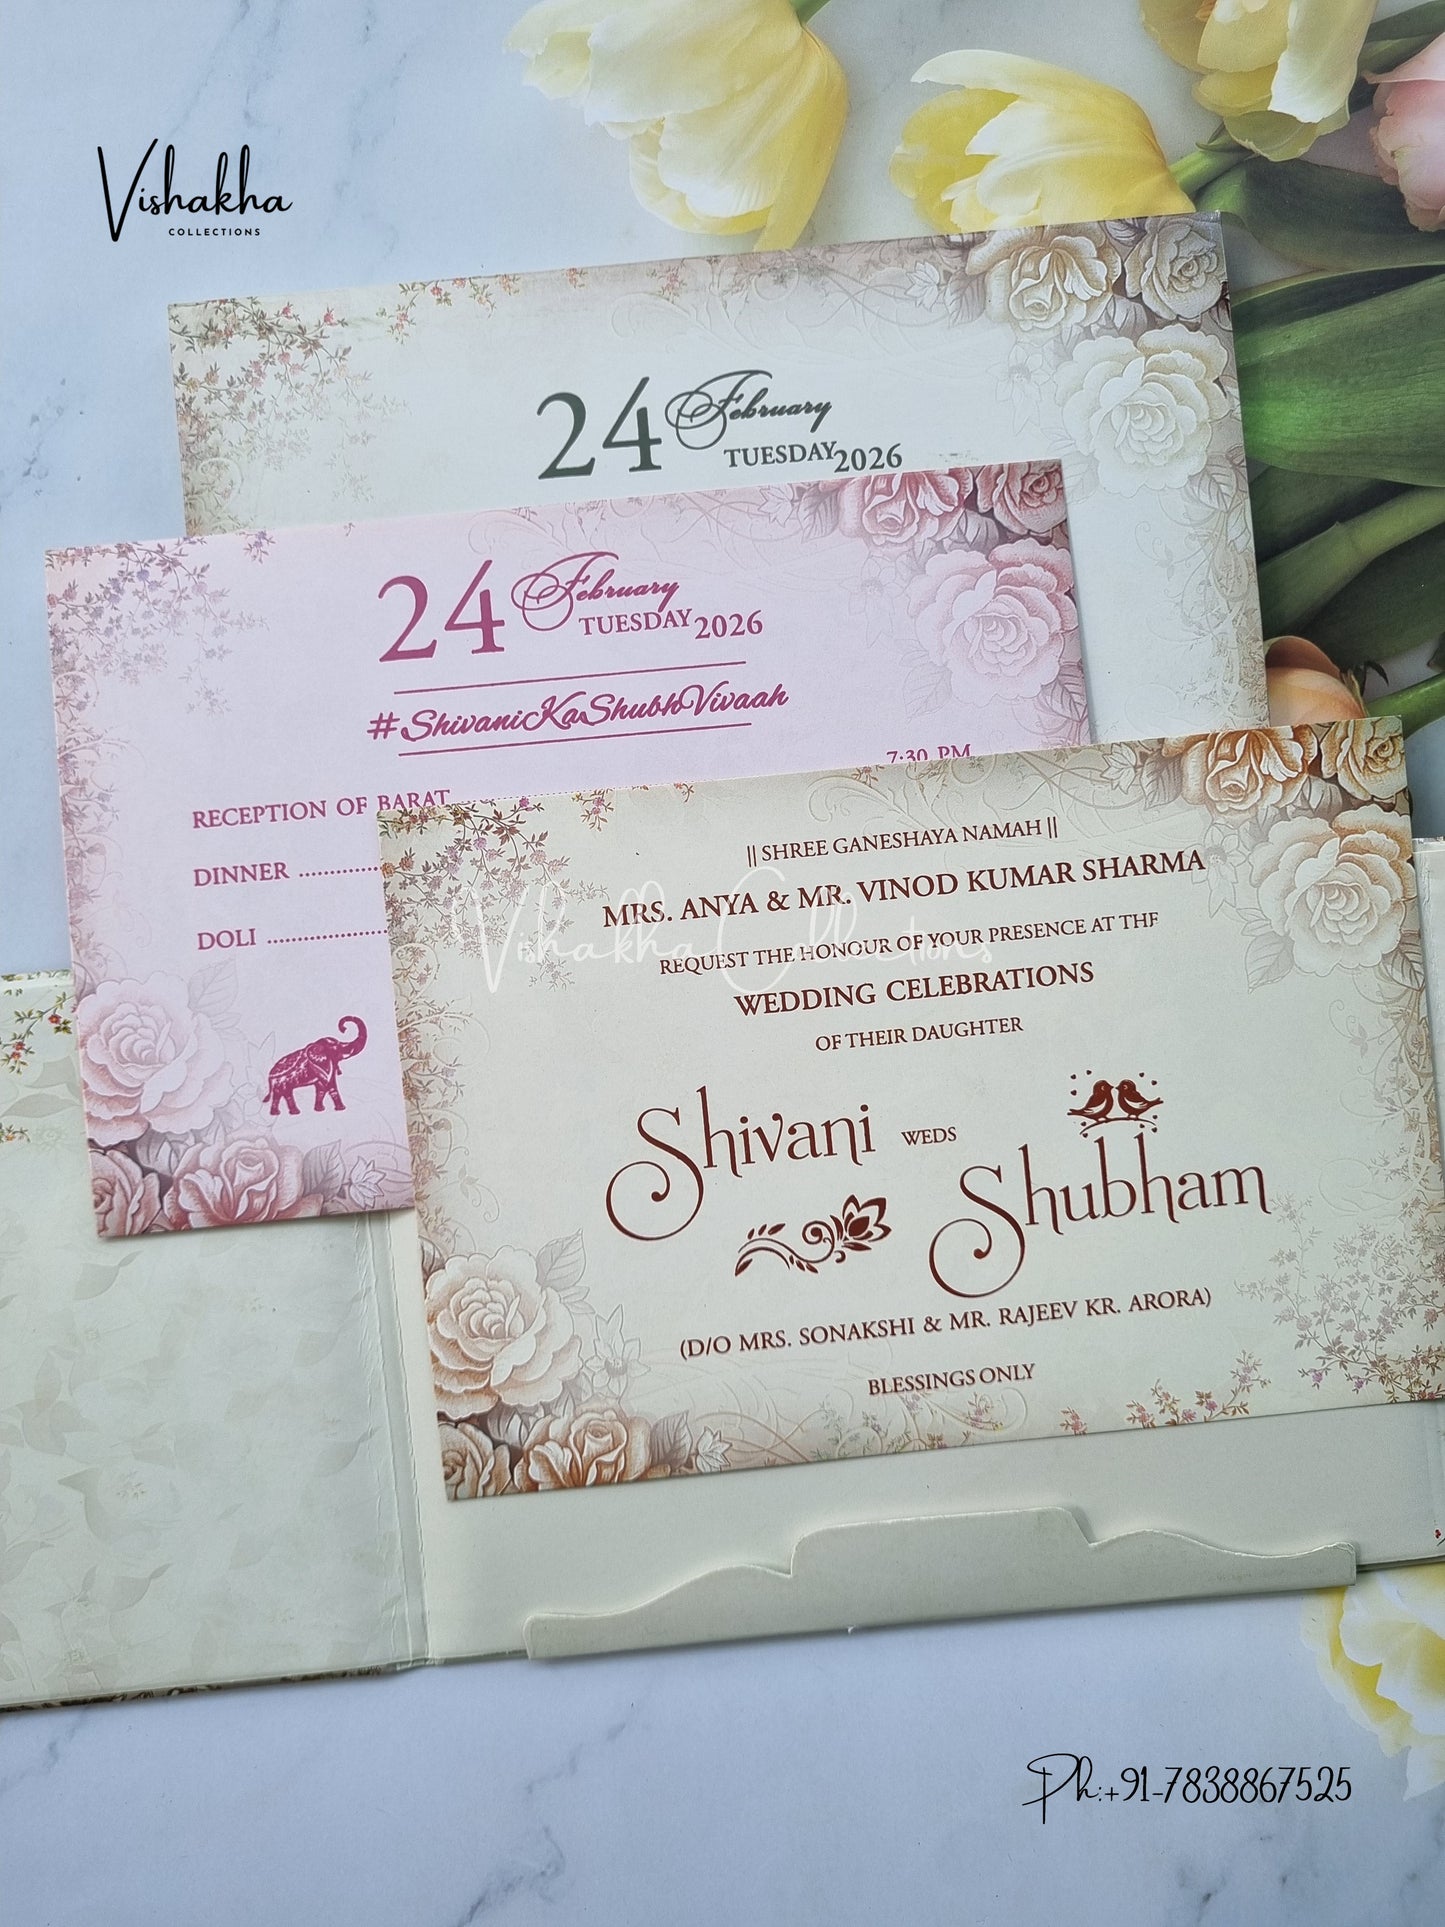 Vishakha
COLLECTIONS
24 February
TUESDAY 2026
24 February
TUESDAY 2026
#ShivaniKaShubhVivaah
7:30 PM
RECEPTION OF BARAT
DINNER ..............
DOLI .....................
|| SHREE GANESHAYA NAMAH ||
MRS. ANYA & MR. VINOD KUMAR SHARMA
REQUEST THE HONOUR OF YOUR PRESENCE AT THE
Vishakha Collections
WEDDING CELEBRATIONS
OF THEIR DAUGHTER
Shivani WEDS Shubham
(D/O MRS. SONAKSHI & MR. RAJEEV KR. ARORA)
BLESSINGS ONLY
Ph:+91-7838867525